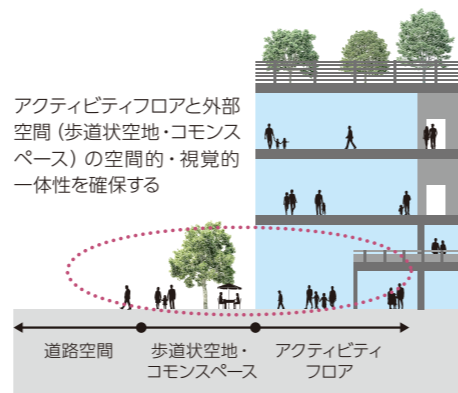 アクティビティフロアと外部
空間（歩道状空地・コモンス
ペース）の空間的・視覚的
一体性を確保する
道路空間
歩道状空地・
コモンスペース
アクティビティ
フロア